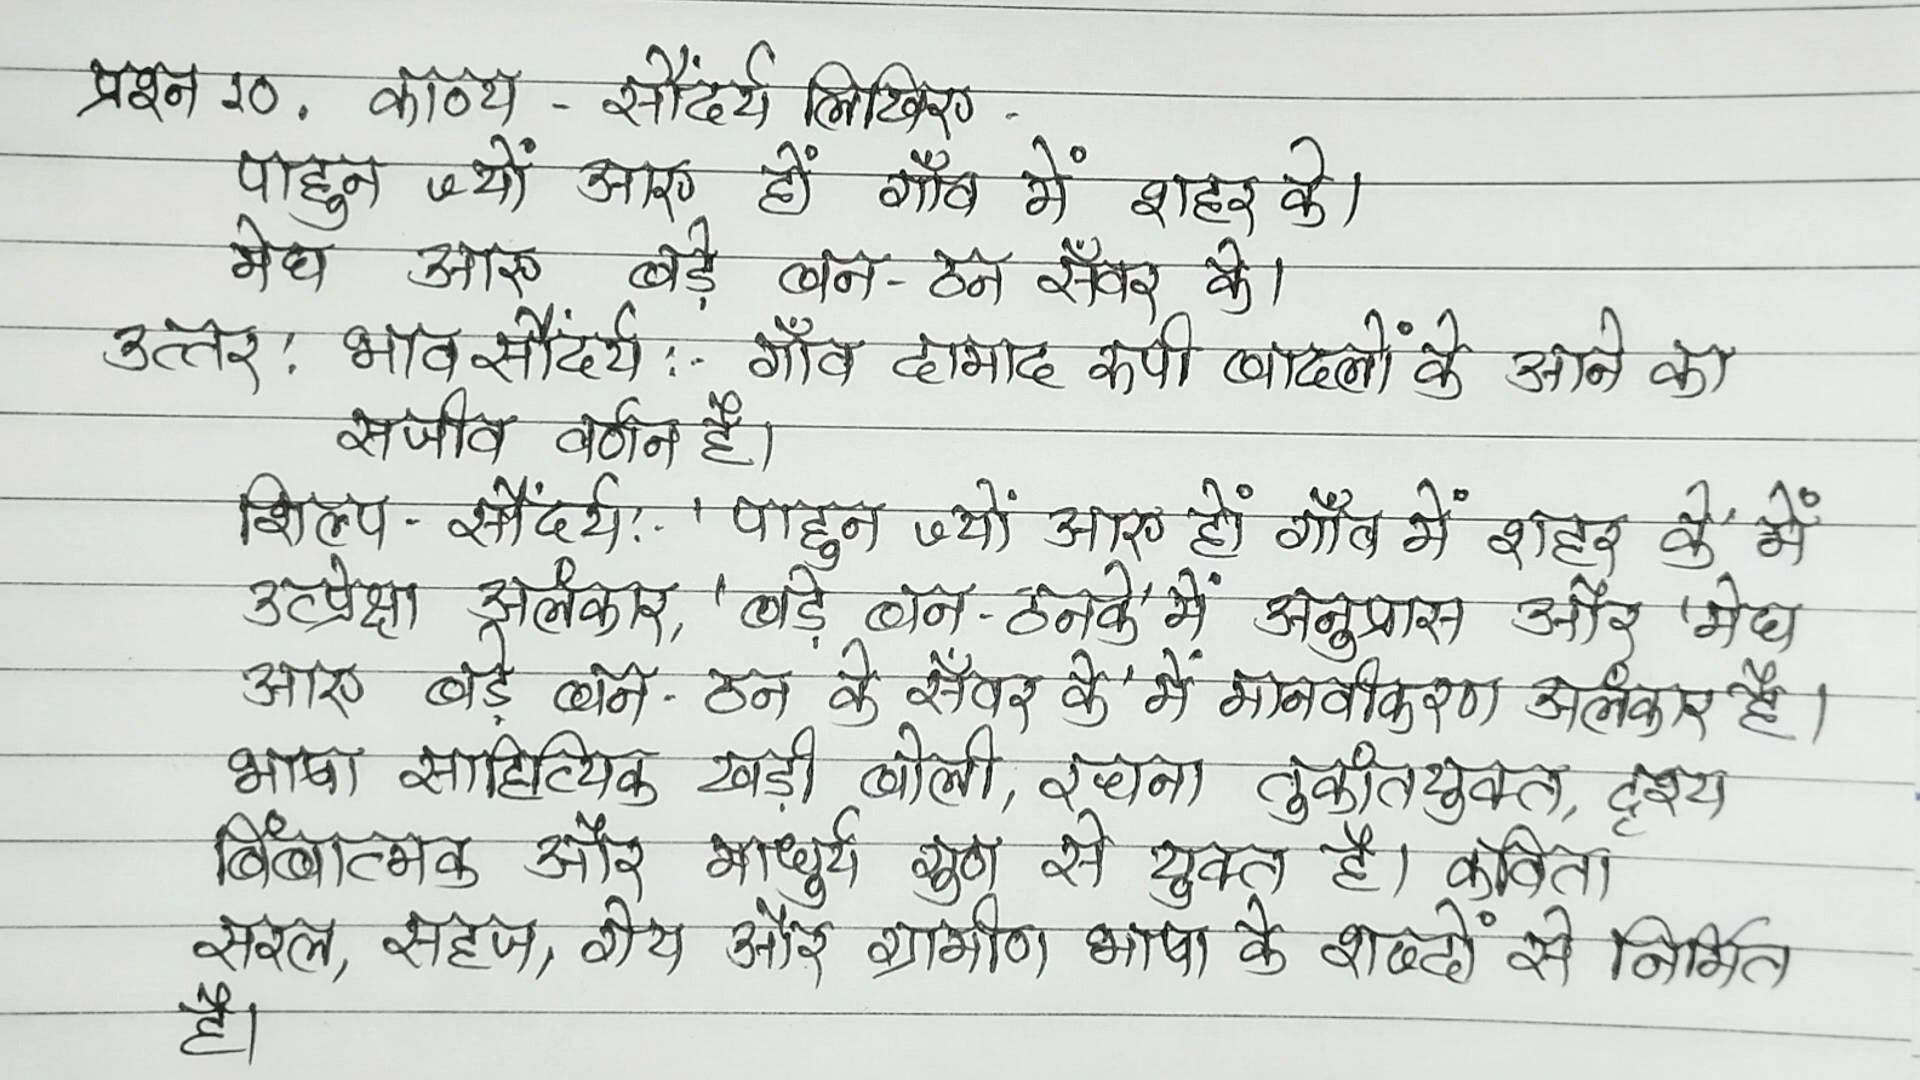 प्रश्न १०. काव्य - सौंदर्य लिखिए -
पाहुन ज्यों आए हों गाँव में शहर के।
मेघ आए बड़े बन-ठन सँवर के।
उत्तर: भाव सौंदर्य :- गाँव दामाद रूपी बादलों के आने का
सजीव वर्णन है।
शिल्प - सौंदर्य:- 'पाहुन ज्यों आए हों गाँव में शहर के' में
उत्प्रेक्षा अलंकार, 'बड़े बन-ठनके' में अनुप्रास और 'मेघ
आए बड़े बन-ठन के सँवर के' में मानवीकरण अलंकार है।
भाषा साहित्यिक खड़ी बोली, रचना तुकांतयुक्त, दृश्य
बिंबात्मक और माधुर्य गुण से युक्त है। कविता
सरल, सहज, गेय और ग्रामीण भाषा के शब्दों से निर्मित
है।